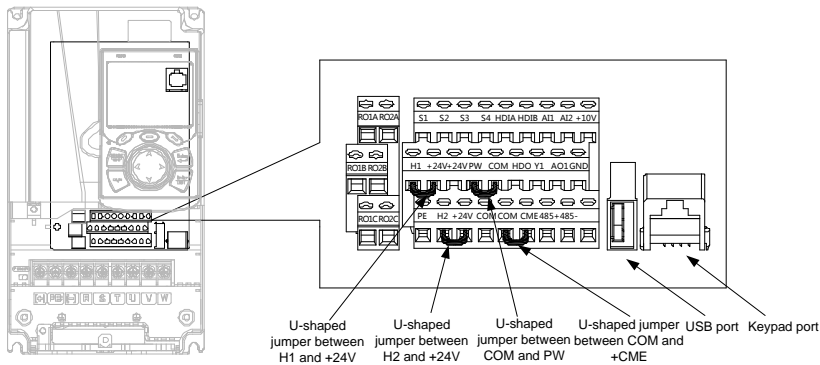 RO1A RO2A
S1 S2 S3 S4 HDIA HDIB AI1 AI2 +10V
RO1B RO2B
H1 +24V +24V PW COM HDO Y1 AO1 GND
RO1C RO2C
PE H2 +24V COM COM CME 485+ 485-
(+) PB (-) R S T U V W
U-shaped
jumper between
H1 and +24V
U-shaped
jumper between
H2 and +24V
U-shaped
jumper between
COM and PW
U-shaped jumper
between COM and
+CME
USB port
Keypad port